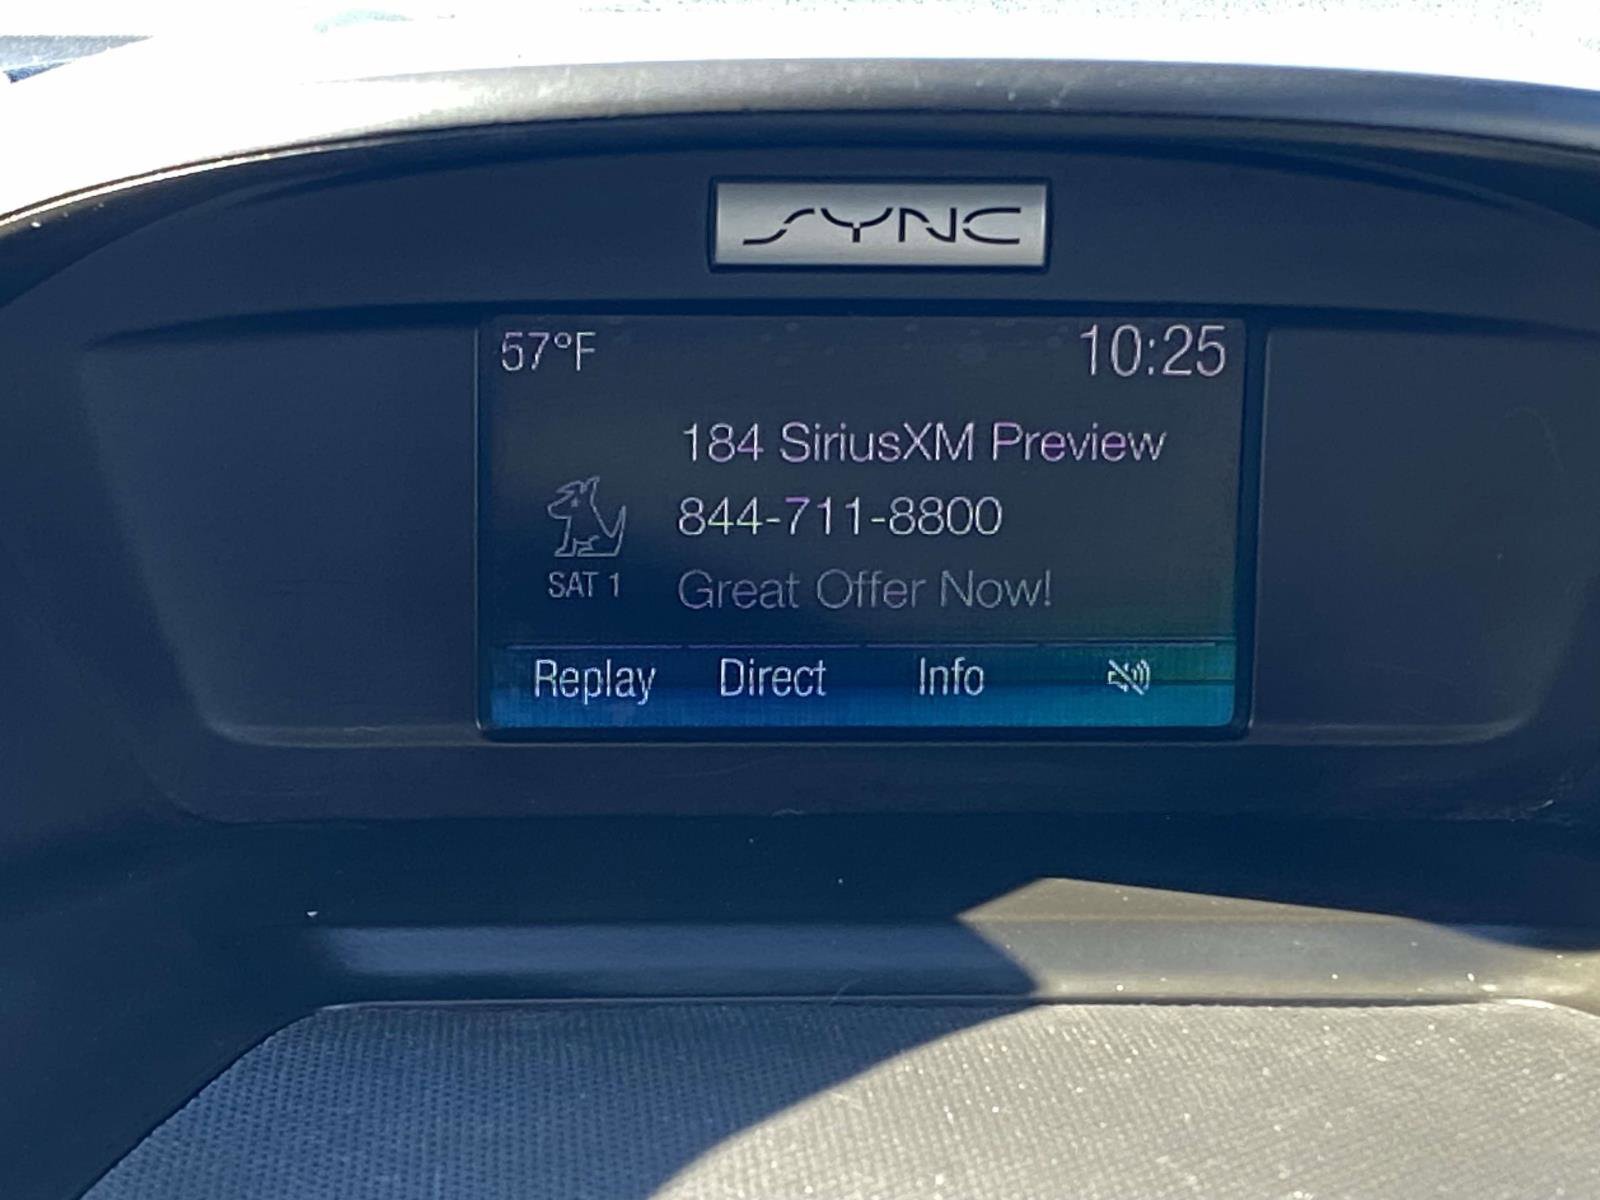 SYNC
57°F 10:25
184 SiriusXM Preview
844-711-8800
SAT 1 Great Offer Now!
Replay Direct Info